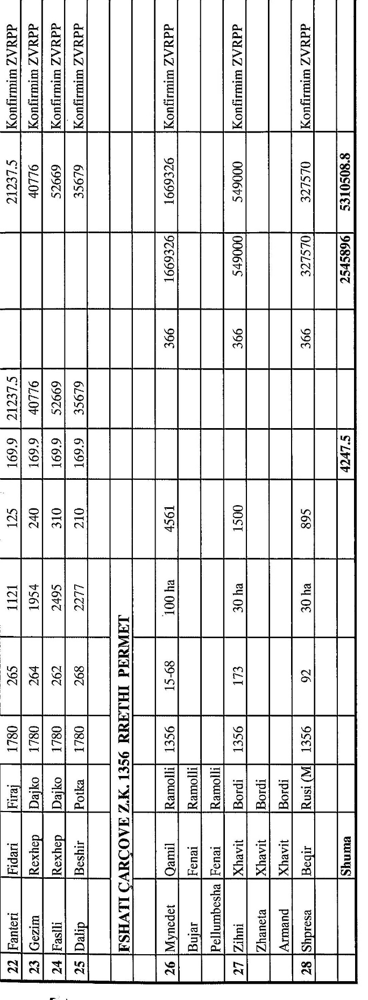 22 Fanteri Fidari Firaj 1780 265 1121 125 169.9 21237.5 21237.5 Konfirmim ZVRPP
23 Gezim Rexhep Dajko 1780 264 1954 240 169.9 40776 40776 Konfirmim ZVRPP
24 Faslli Rexhep Dajko 1780 262 2495 310 169.9 52669 52669 Konfirmim ZVRPP
25 Dalip Beshir Potka 1780 268 2277 210 169.9 35679 35679 Konfirmim ZVRPP
FSHATI ÇARÇOVE Z.K. 1356 RRETHI PERMET
26 Mynedet Qamil Ramolli 1356 15-68 100 ha 4561 366 1669326 1669326 Konfirmim ZVRPP
Bujar Fenai Ramolli
Pellumbesha Fenai Ramolli
27 Zihni Xhavit Bordi 1356 173 30 ha 1500 366 549000 549000 Konfirmim ZVRPP
Zhaneta Xhavit Bordi
Armand Xhavit Bordi
28 Shpresa Beqir Rusi (M 1356 92 30 ha 895 366 327570 327570 Konfirmim ZVRPP
Shuma 4247.5 2545896 5310508.8